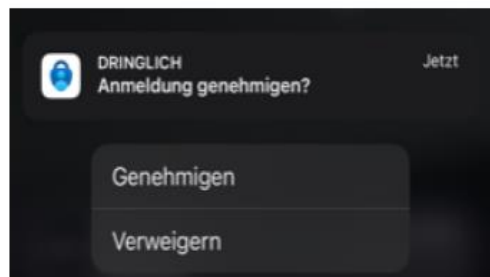 DRINGLICH
Jetzt
Anmeldung genehmigen?
Genehmigen
Verweigern